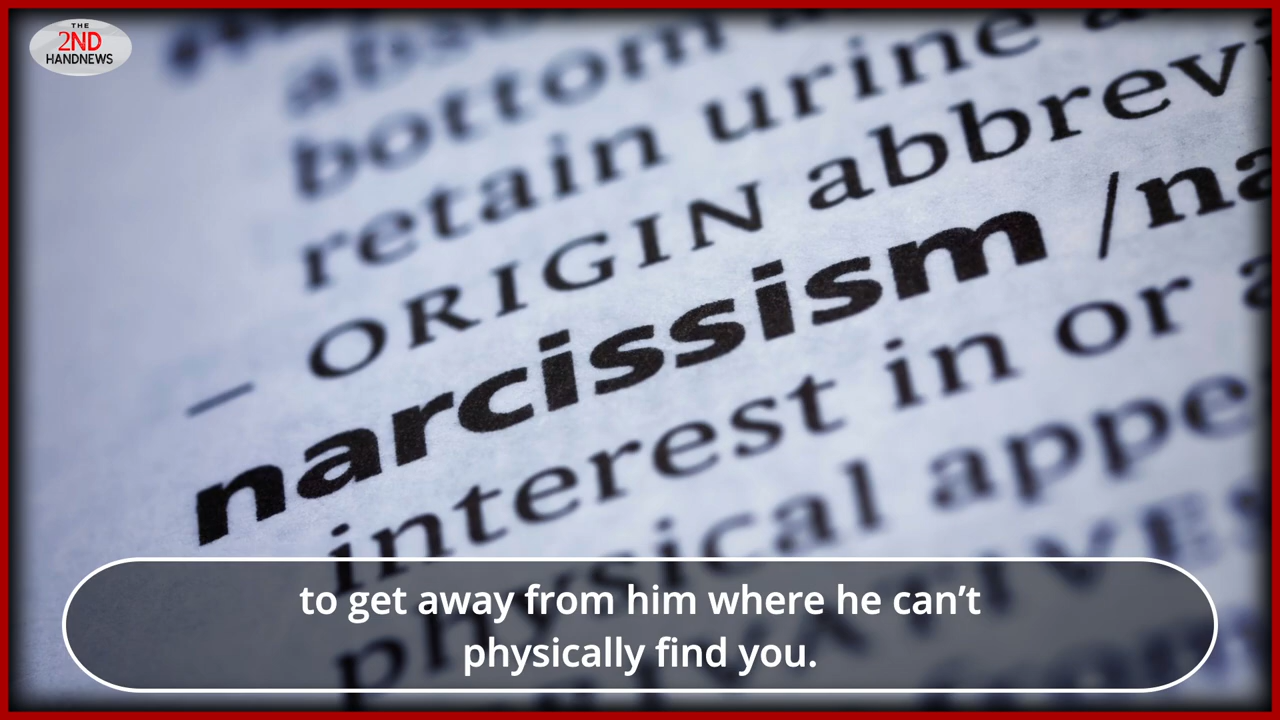 THE
2ND
HANDNEWS
bottom
retain urine
– ORIGIN abbrevi
narcissism /na
interest in or a
physical appe
to get away from him where he can’t
physically find you.